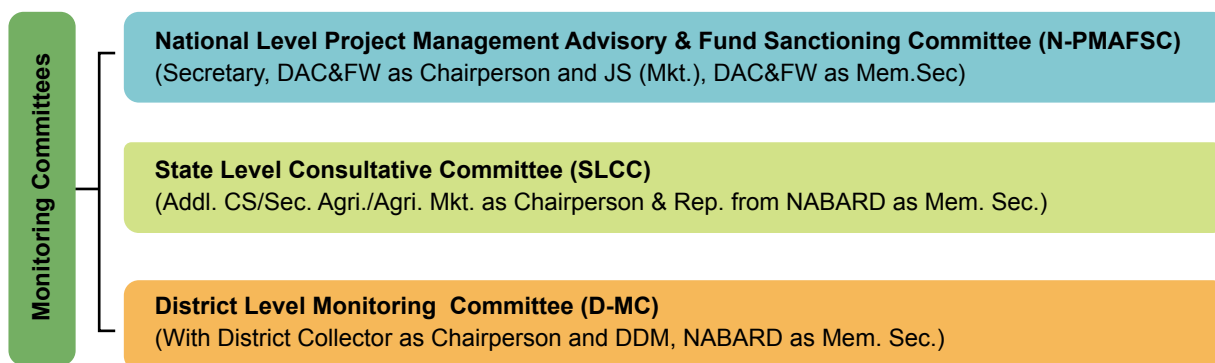 Monitoring Committees
National Level Project Management Advisory & Fund Sanctioning Committee (N-PMAFSC)
(Secretary, DAC&FW as Chairperson and JS (Mkt.), DAC&FW as Mem.Sec)
State Level Consultative Committee (SLCC)
(Addl. CS/Sec. Agri./Agri. Mkt. as Chairperson & Rep. from NABARD as Mem. Sec.)
District Level Monitoring Committee (D-MC)
(With District Collector as Chairperson and DDM, NABARD as Mem. Sec.)